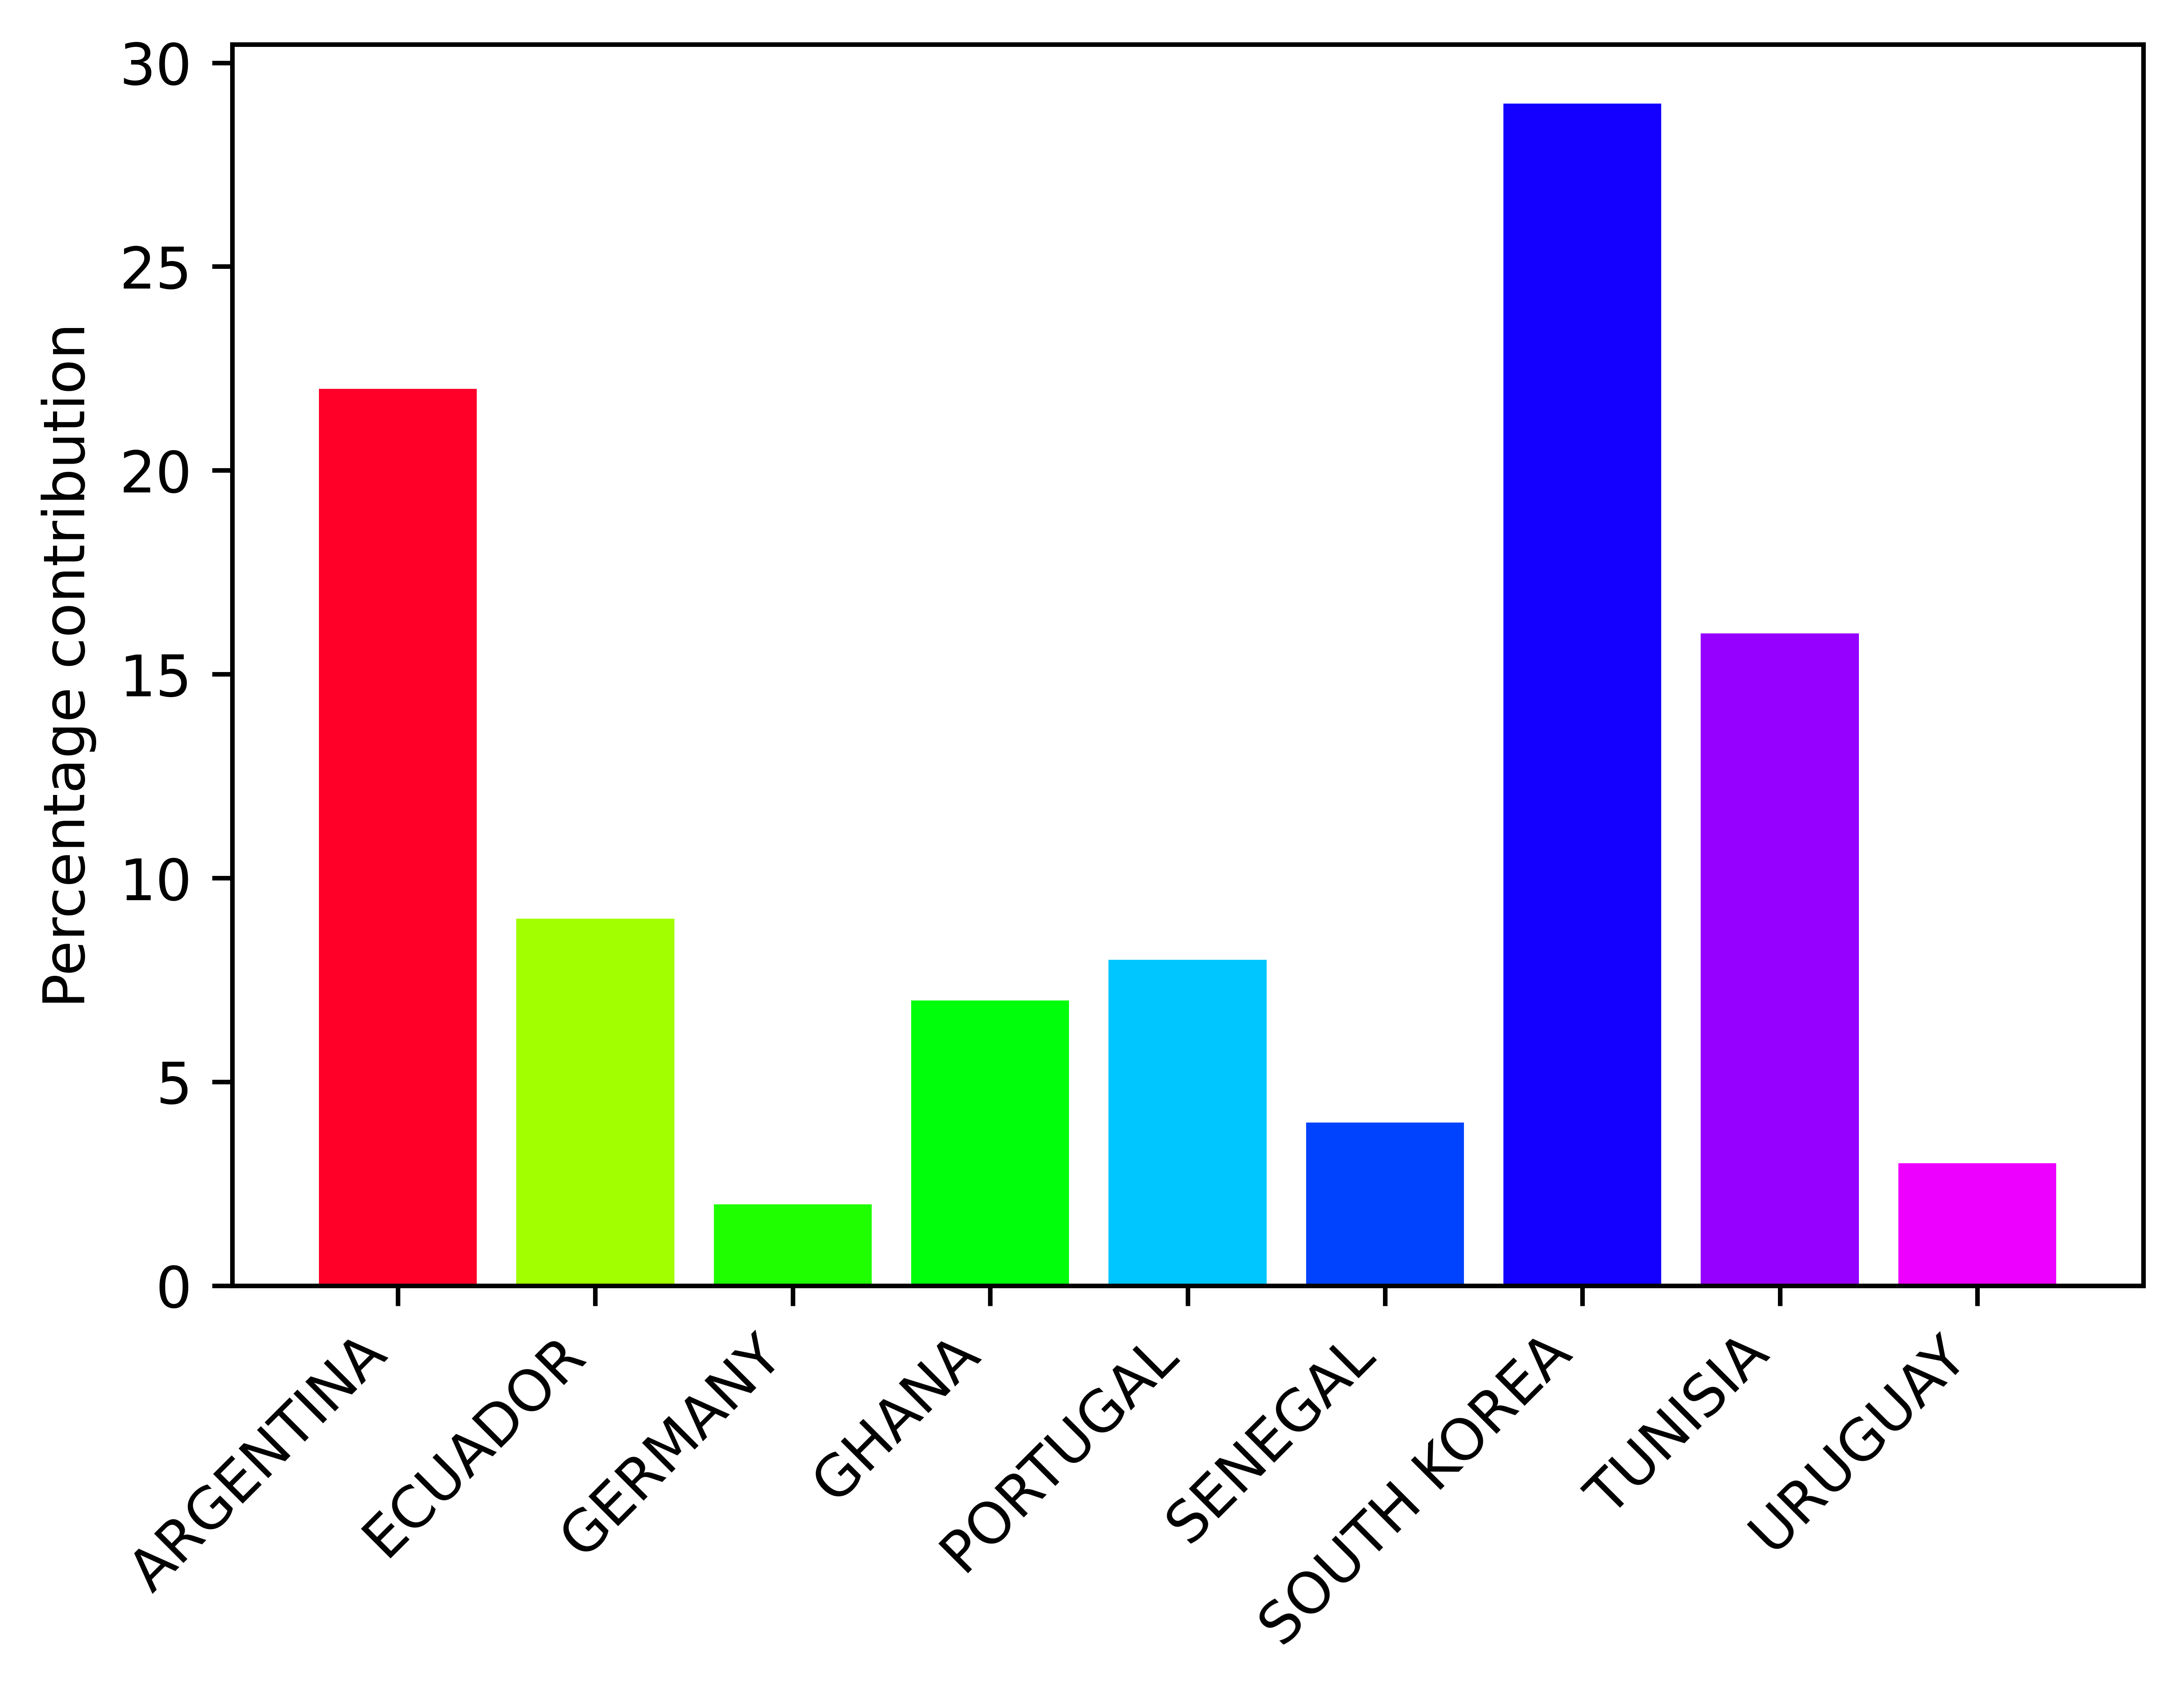 Percentage contribution
30
25
20
15
10
5
0
ARGENTINA
ECUADOR
GERMANY
GHANA
PORTUGAL
SENEGAL
SOUTH KOREA
TUNISIA
URUGUAY